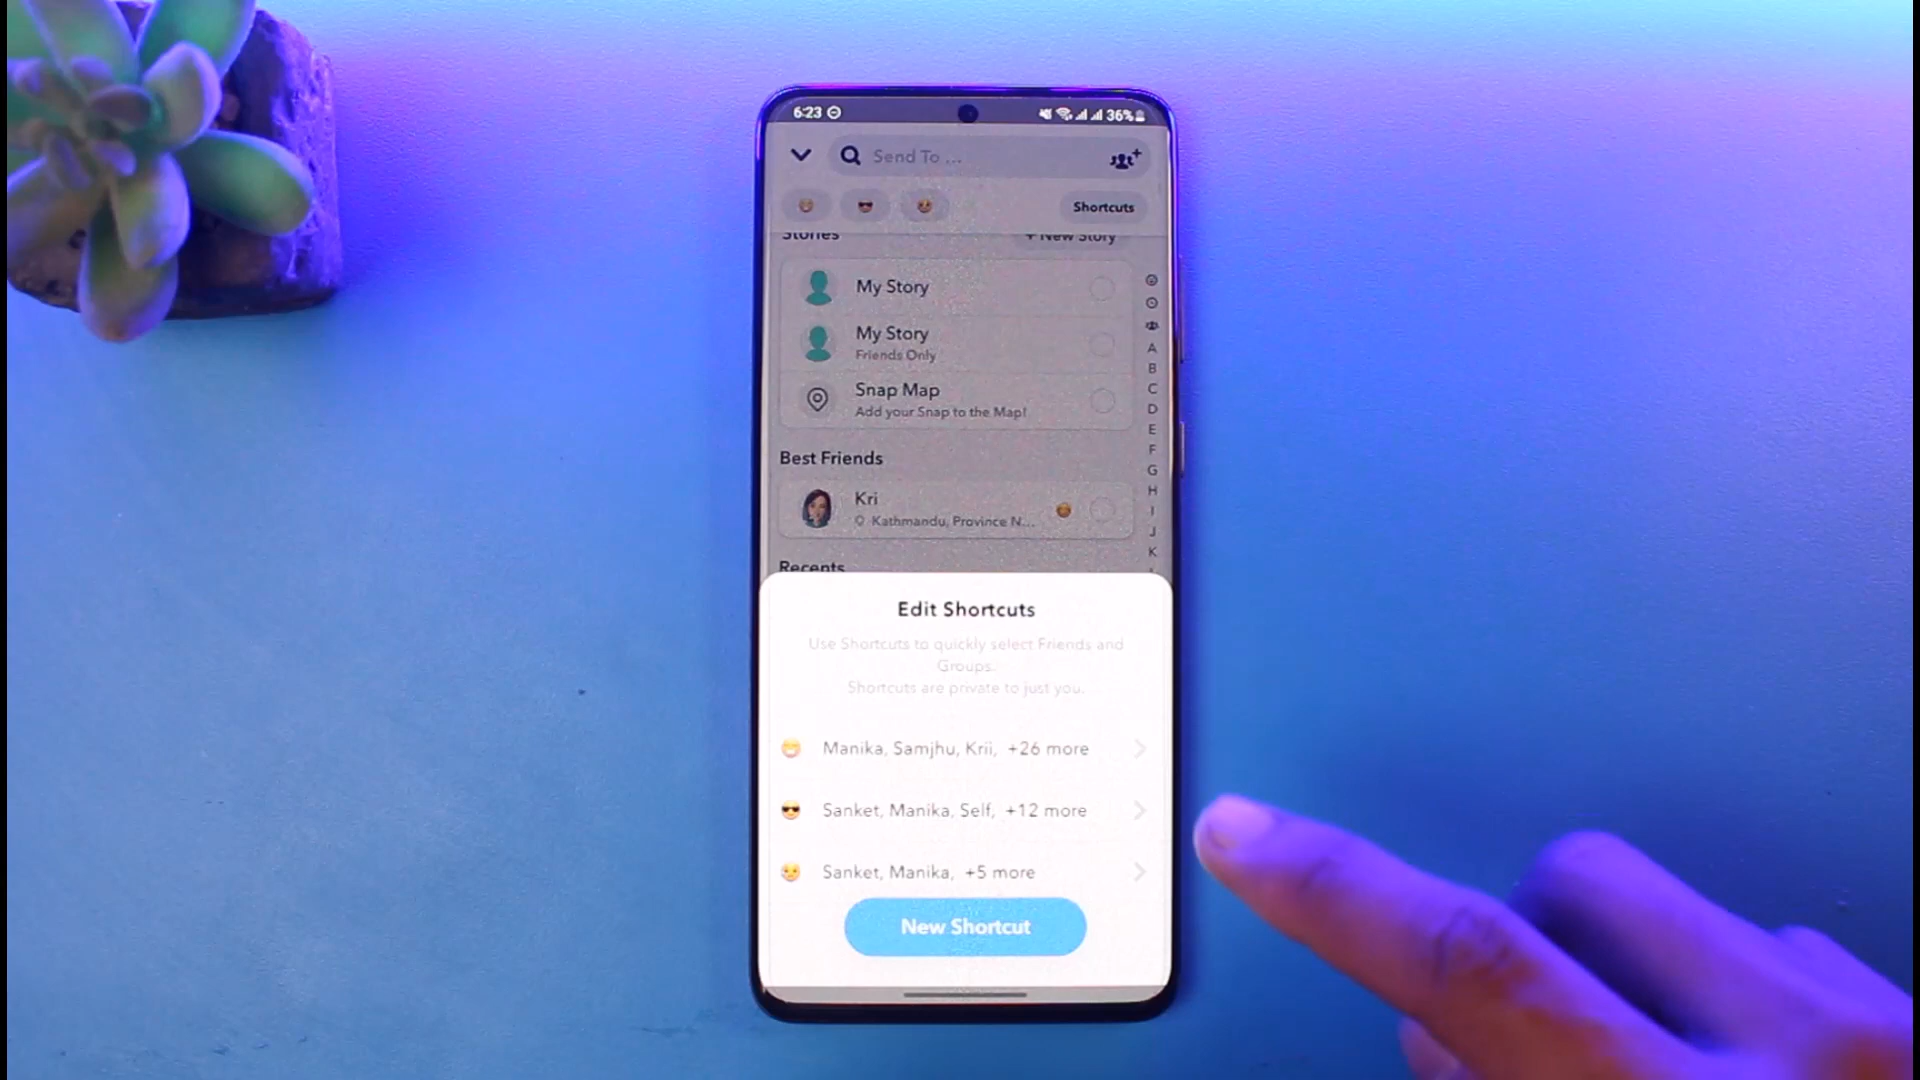 6:23
36%
Send To ...
Shortcuts
Stories
+ New Story
My Story
My Story
Friends Only
Snap Map
Add your Snap to the Map!
Best Friends
Kri
Kathmandu, Province N...
Recents
A
B
C
D
E
F
G
H
I
J
K
Edit Shortcuts
Use Shortcuts to quickly select Friends and
Groups.
Shortcuts are private to just you.
Manika, Samjhu, Krii, +26 more
Sanket, Manika, Self, +12 more
Sanket, Manika, +5 more
New Shortcut